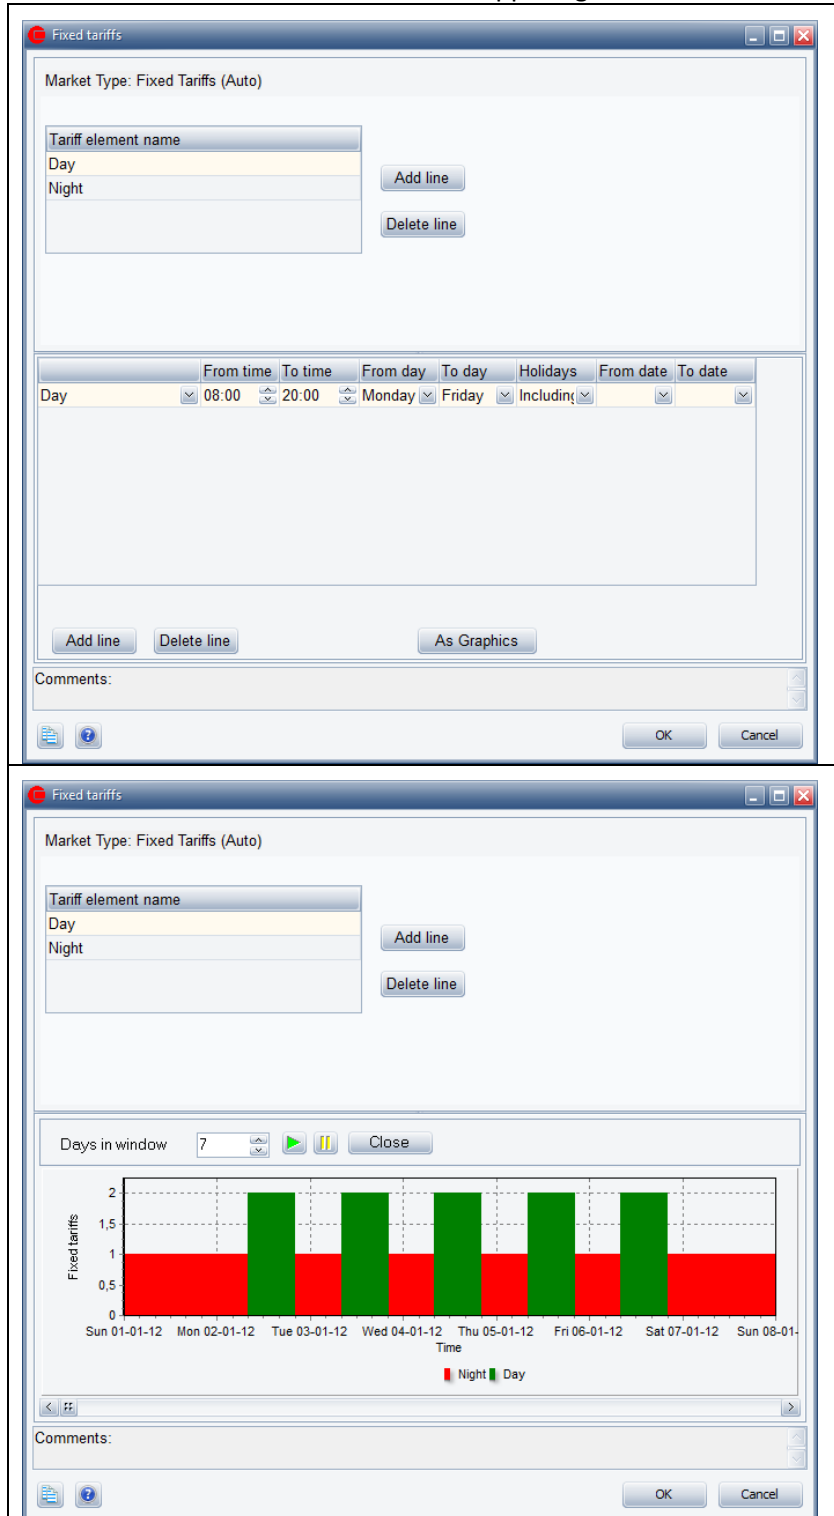 Fixed tariffs
Market Type: Fixed Tariffs (Auto)
Tariff element name
Day
Night
Add line
Delete line
From time To time From day To day Holidays From date To date
Day 08:00 20:00 Monday Friday Including
Add line Delete line As Graphics
Comments:
OK Cancel
Fixed tariffs
Market Type: Fixed Tariffs (Auto)
Tariff element name
Day
Night
Add line
Delete line
Days in window 7 Close
Fixed tariffs
2
1,5
1
0,5
0
Sun 01-01-12 Mon 02-01-12 Tue 03-01-12 Wed 04-01-12 Thu 05-01-12 Fri 06-01-12 Sat 07-01-12 Sun 08-01-
Time
Night Day
Comments:
OK Cancel